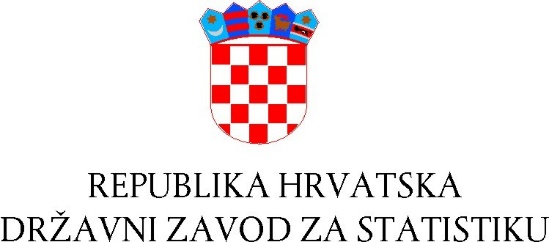 REPUBLIKA HRVATSKA
DRŽAVNI ZAVOD ZA STATISTIKU